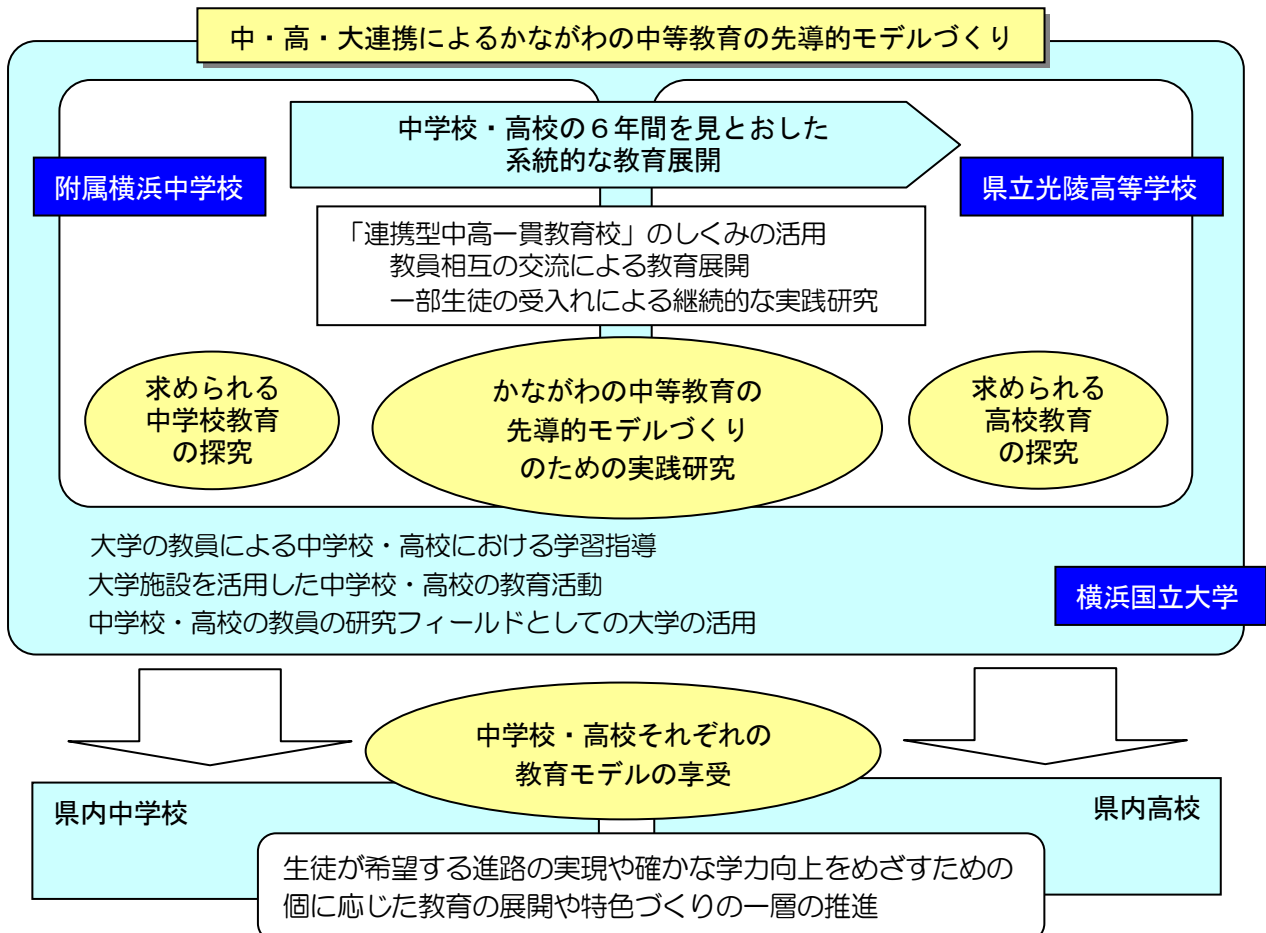 中・高・大連携によるかながわの中等教育の先導的モデルづくり
中学校・高校の６年間を見とおした
系統的な教育展開
附属横浜中学校
県立光陵高等学校
「連携型中高一貫教育校」のしくみの活用
教員相互の交流による教育展開
一部生徒の受入れによる継続的な実践研究
求められる
中学校教育
の探究
かながわの中等教育の
先導的モデルづくり
のための実践研究
求められる
高校教育
の探究
大学の教員による中学校・高校における学習指導
大学施設を活用した中学校・高校の教育活動
中学校・高校の教員の研究フィールドとしての大学の活用
横浜国立大学
中学校・高校それぞれの
教育モデルの享受
県内中学校
県内高校
生徒が希望する進路の実現や確かな学力向上をめざすための
個に応じた教育の展開や特色づくりの一層の推進